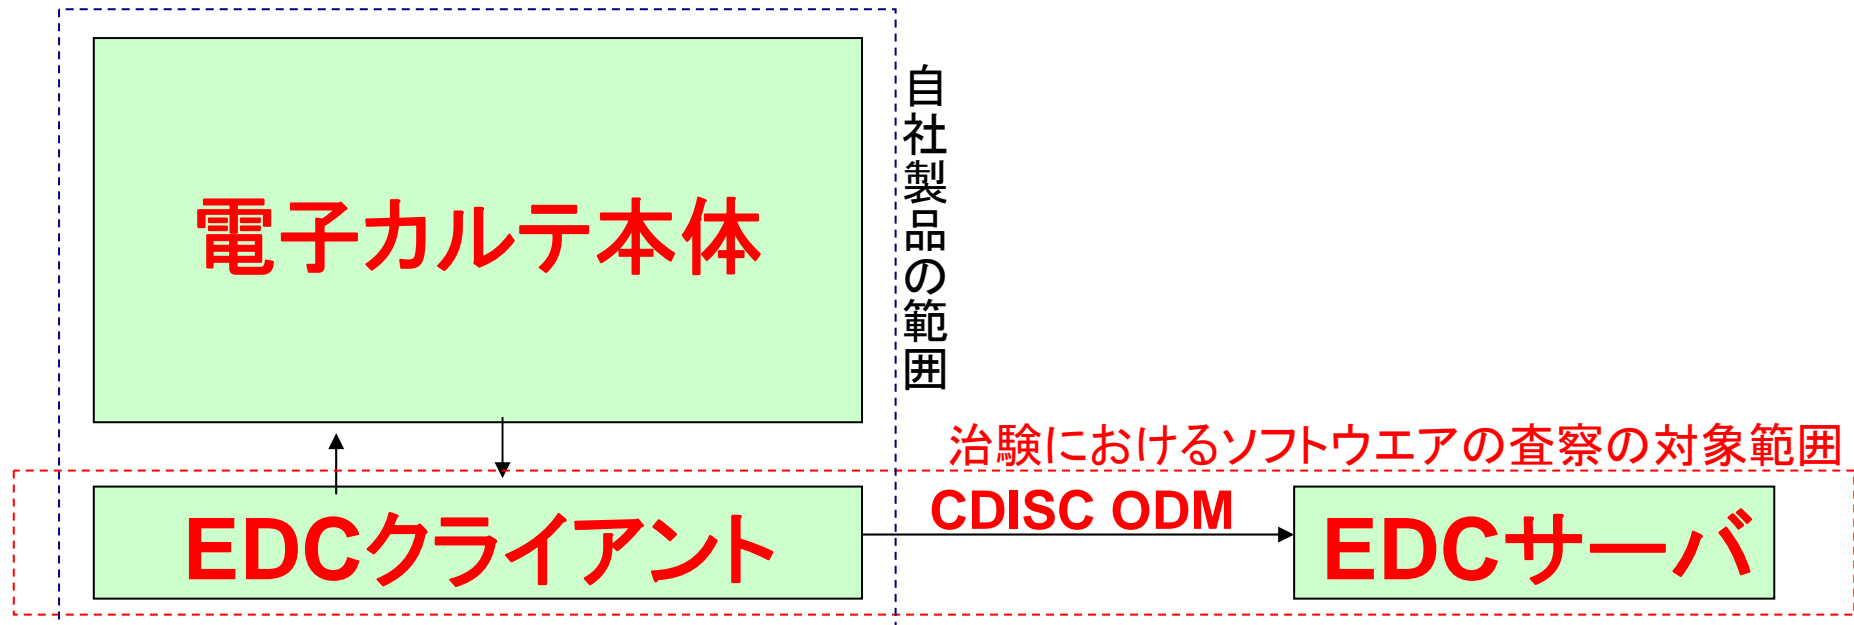 自社製品の範囲
電子カルテ本体
治験におけるソフトウエアの査察の対象範囲
EDCクライアント
CDISC ODM
EDCサーバ